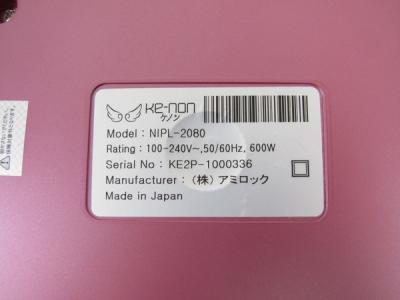 Ke-non
ケノン
Model : NIPL-2080
Rating : 100-240V~,50/60Hz, 600W
Serial No : KE2P-1000336
Manufacturer : (株) アミロック
Made in Japan